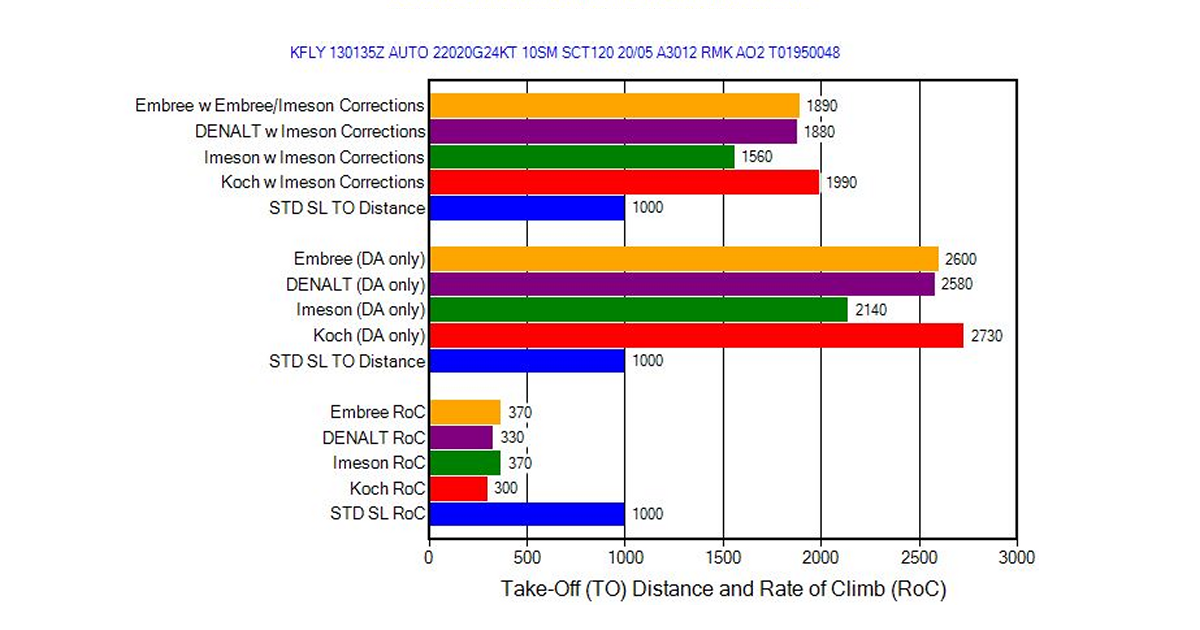 KFLY 130135Z AUTO 22020G24KT 10SM SCT120 20/05 A3012 RMK AO2 T01950048
Embree w Embree/Imeson Corrections 1890
DENALT w Imeson Corrections 1880
Imeson w Imeson Corrections 1560
Koch w Imeson Corrections 1990
STD SL TO Distance 1000
Embree (DA only) 2600
DENALT (DA only) 2580
Imeson (DA only) 2140
Koch (DA only) 2730
STD SL TO Distance 1000
Embree RoC 370
DENALT RoC 330
Imeson RoC 370
Koch RoC 300
STD SL RoC 1000
0 500 1000 1500 2000 2500 3000
Take-Off (TO) Distance and Rate of Climb (RoC)